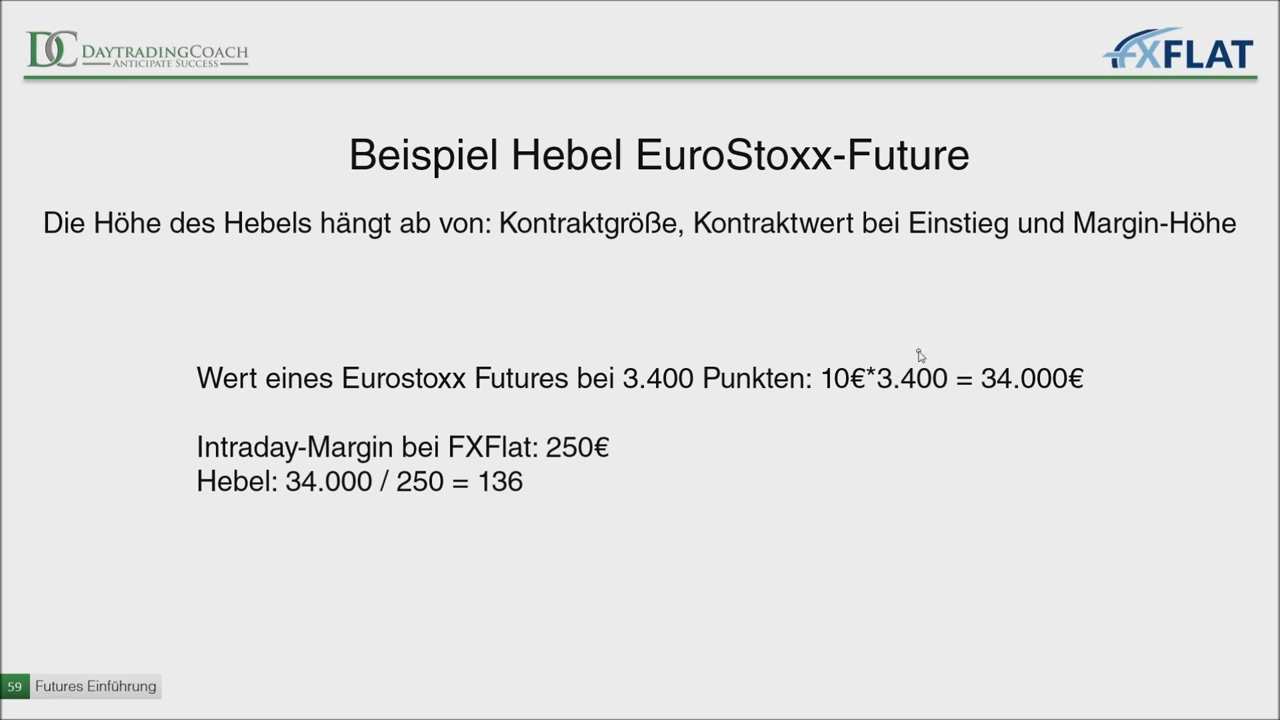 DC DAYTRADINGCOACH
ANTICIPATE SUCCESS
FXFLAT
Beispiel Hebel EuroStoxx-Future
Die Höhe des Hebels hängt ab von: Kontraktgröße, Kontraktwert bei Einstieg und Margin-Höhe
Wert eines Eurostoxx Futures bei 3.400 Punkten: 10€*3.400 = 34.000€
Intraday-Margin bei FXFlat: 250€
Hebel: 34.000 / 250 = 136
59 Futures Einführung